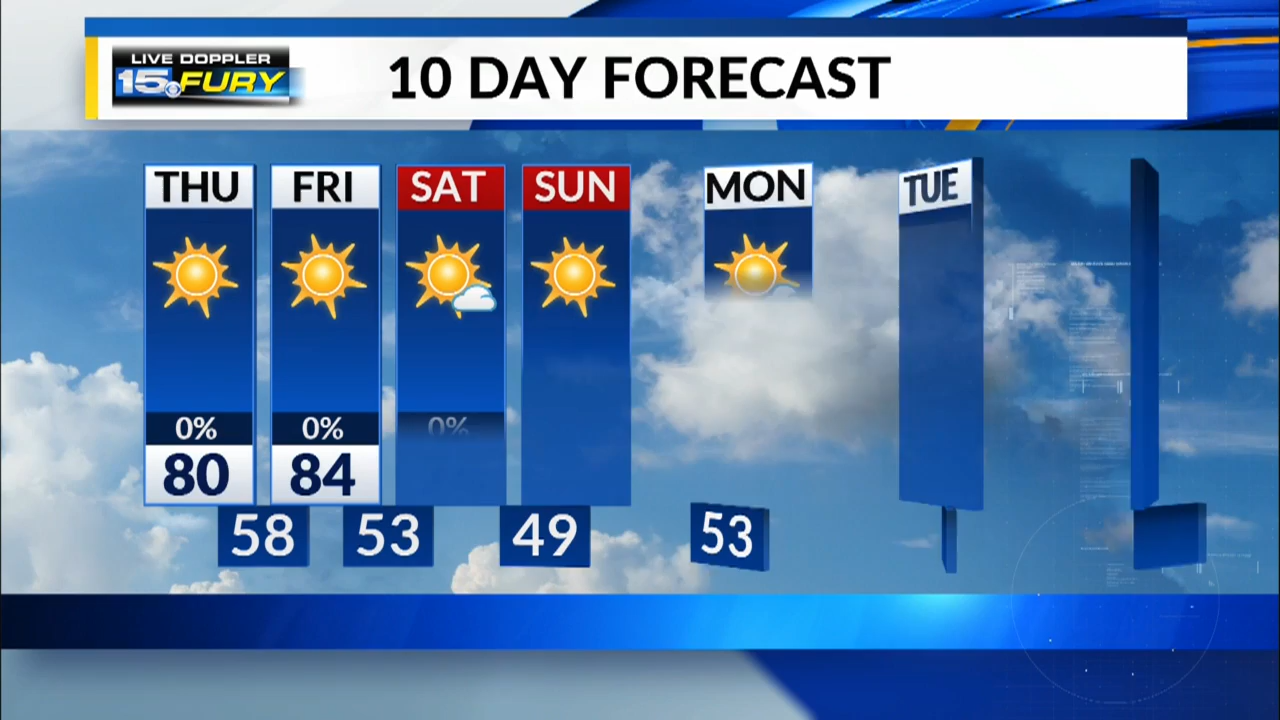 LIVE DOPPLER
15 FURY
10 DAY FORECAST
THU FRI SAT SUN MON TUE
0% 0% 0%
80 84
58 53 49 53